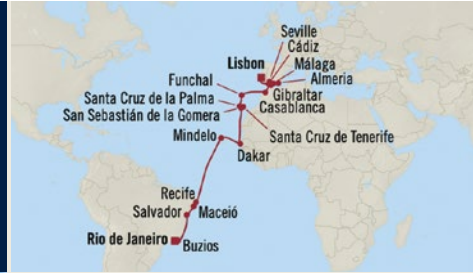 Seville
Cádiz
Lisbon
Málaga
Almeria
Funchal
Gibraltar
Santa Cruz de la Palma
Casablanca
San Sebastián de la Gomera
Mindelo
Santa Cruz de Tenerife
Dakar
Recife
Salvador
Maceió
Rio de Janeiro
Buzios